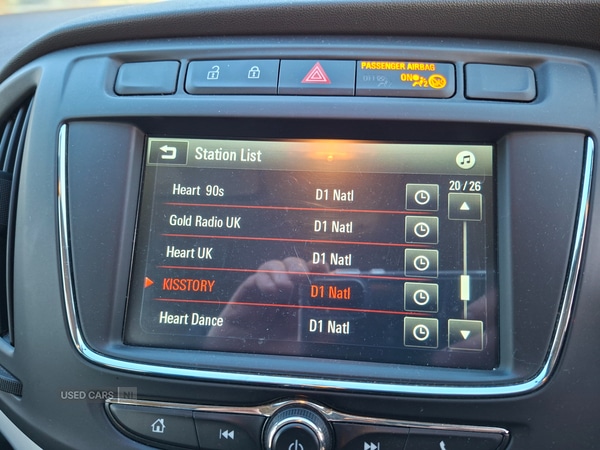 PASSENGER AIRBAG
ON
Station List
20 / 26
Heart 90s D1 Natl
Gold Radio UK D1 Natl
Heart UK D1 Natl
KISSTORY D1 Natl
Heart Dance D1 Natl
USED CARS NI